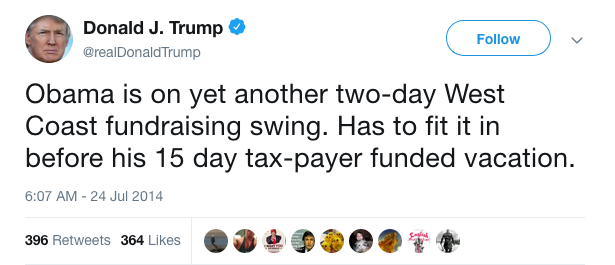 Donald J. Trump
@realDonaldTrump
Follow
Obama is on yet another two-day West
Coast fundraising swing. Has to fit it in
before his 15 day tax-payer funded vacation.
6:07 AM - 24 Jul 2014
396 Retweets 364 Likes